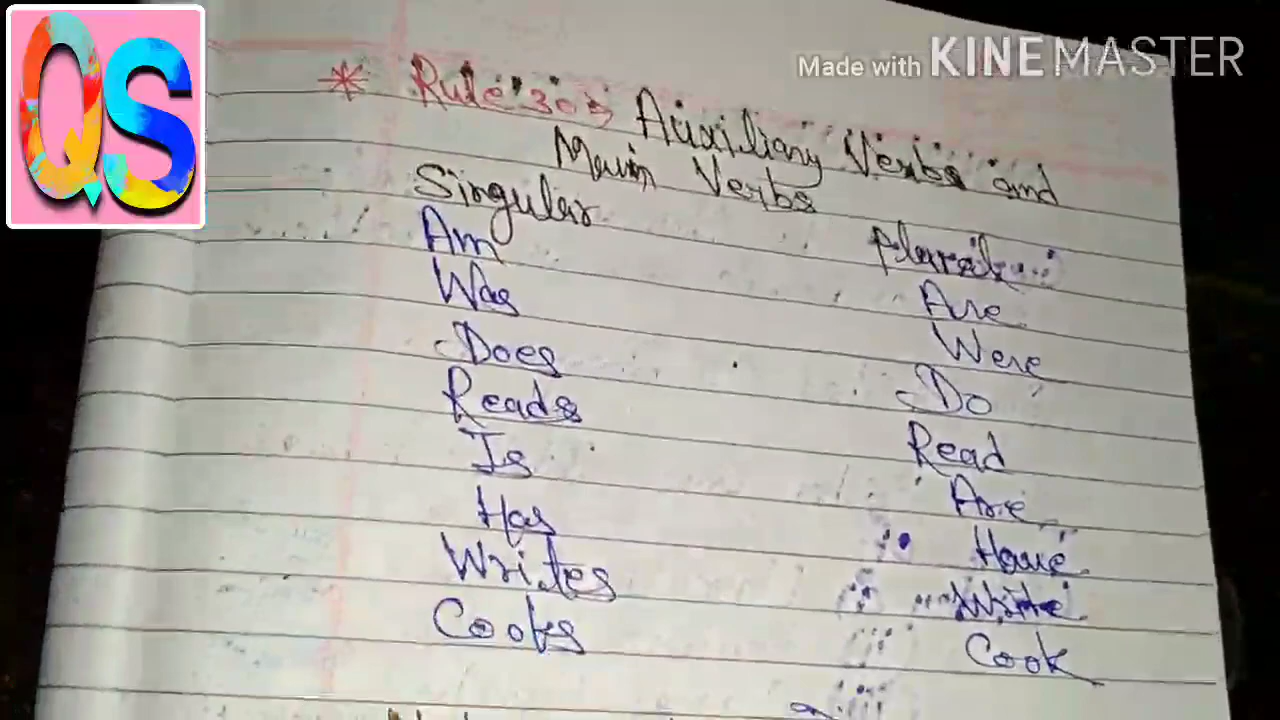 QS
Made with KINEMASTER
* Rule 30:
Auxiliary Verbs and
Main Verbs
Singular Plural
Am Are
Was Were
Does Do
Reads Read
Is Are
Has Have
Writes Write
Cooks Cook